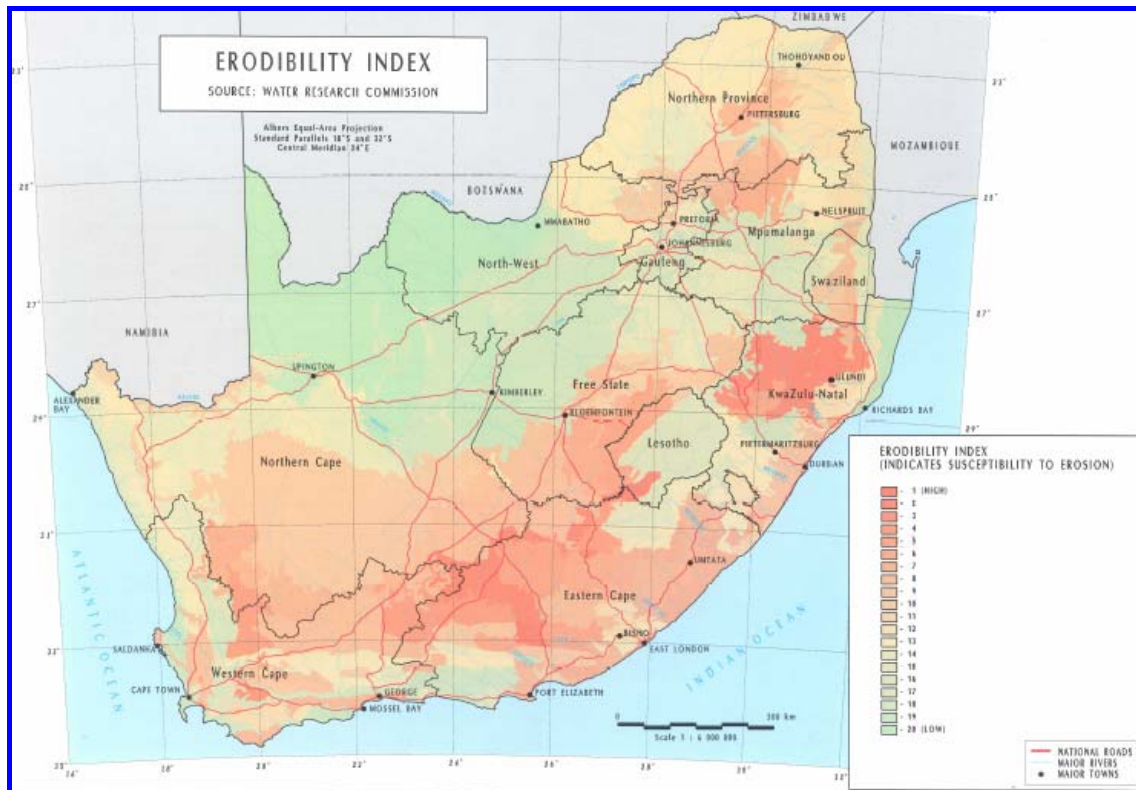 ERODIBILITY INDEX
SOURCE: WATER RESEARCH COMMISSION
Albers Equal-Area Projection
Standard Parallels 18°S and 32°S
Central Meridian 24°E
ZIMBABWE
THOHOYANDOU
Northern Province
PIETERSBURG
MOZAMBIQUE
BOTSWANA
MMABATHO
PRETORIA
NELSPRUIT
Mpumalanga
JOHANNESBURG
North-West
Gauteng
Swaziland
NAMIBIA
UPINGTON
KIMBERLEY
Free State
ULUNDI
KwaZulu-Natal
ALEXANDER
BAY
BLOEMFONTEIN
RICHARDS BAY
Lesotho
PIETERMARITZBURG
DURBAN
Northern Cape
UMTATA
Eastern Cape
ATLANTIC OCEAN
BISHO
EAST LONDON
SALDANHA
Western Cape
INDIAN OCEAN
CAPE TOWN
GEORGE
MOSSEL BAY
PORT ELIZABETH
0 300 km
ERODIBILITY INDEX
(INDICATES SUSCEPTIBILITY TO EROSION)
- 1 (HIGH)
- 2
- 3
- 4
- 5
- 6
- 7
- 8
- 9
- 10
- 11
- 12
- 13
- 14
- 15
- 16
- 17
- 18
- 19
- 20 (LOW)
NATIONAL ROADS
MAJOR RIVERS
MAJOR TOWNS